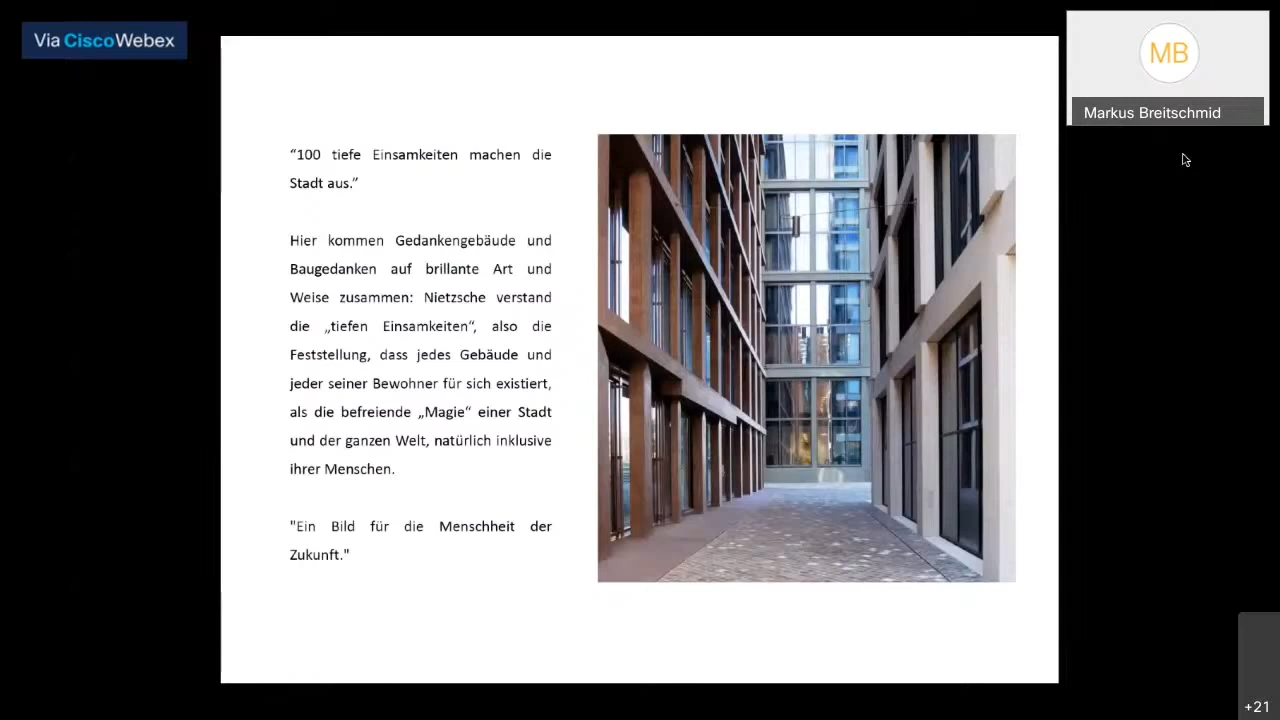 Via CiscoWebex
MB
Markus Breitschmid
“100 tiefe Einsamkeiten machen die
Stadt aus.”
Hier kommen Gedankengebäude und
Baugedanken auf brillante Art und
Weise zusammen: Nietzsche verstand
die „tiefen Einsamkeiten“, also die
Feststellung, dass jedes Gebäude und
jeder seiner Bewohner für sich existiert,
als die befreiende „Magie“ einer Stadt
und der ganzen Welt, natürlich inklusive
ihrer Menschen.
"Ein Bild für die Menschheit der
Zukunft."
+21